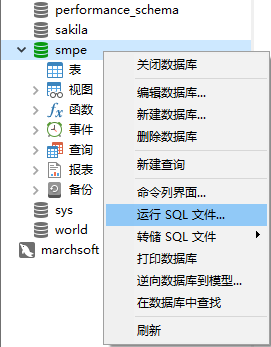 performance_schema
sakila
smpe
表
视图
函数
事件
查询
报表
备份
sys
world
marchsoft
关闭数据库
编辑数据库...
新建数据库...
删除数据库
新建查询
命令列界面...
运行 SQL 文件...
转储 SQL 文件
打印数据库
逆向数据库到模型...
在数据库中查找
刷新